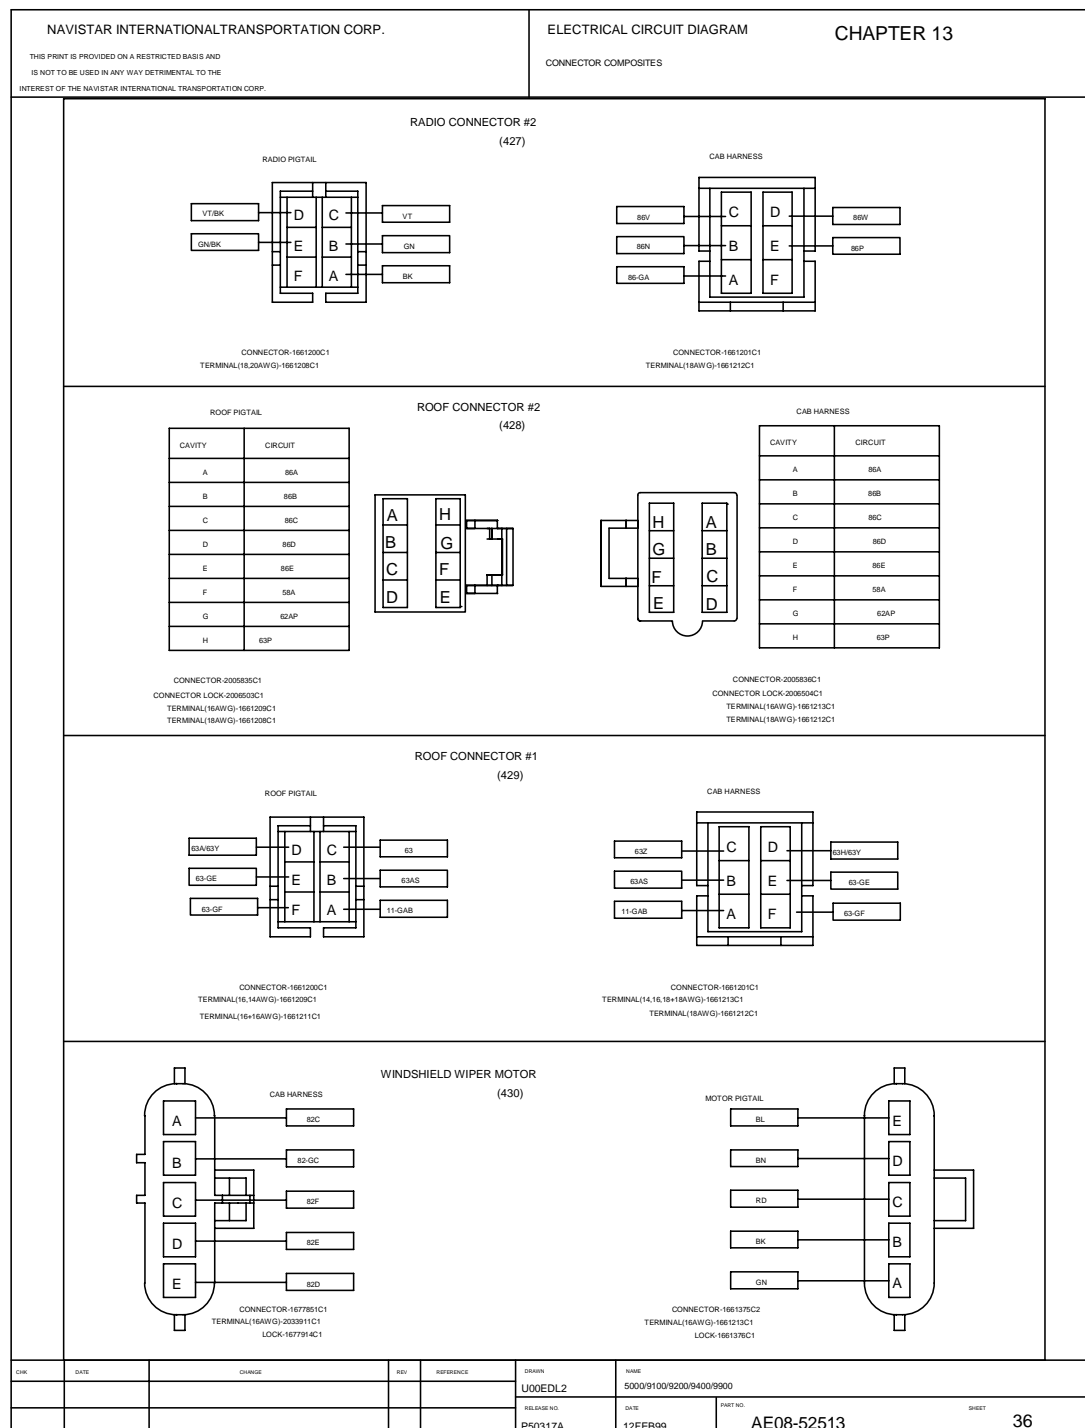 NAVISTAR INTERNATIONALTRANSPORTATION CORP.
THIS PRINT IS PROVIDED ON A RESTRICTED BASIS AND
IS NOT TO BE USED IN ANY WAY DETRIMENTAL TO THE
INTEREST OF THE NAVISTAR INTERNATIONAL TRANSPORTATION CORP.
ELECTRICAL CIRCUIT DIAGRAM
CHAPTER 13
CONNECTOR COMPOSITES
RADIO CONNECTOR #2
(427)
RADIO PIGTAIL
VT/BK D C VT
GN/BK E B GN
F A BK
CONNECTOR-1661200C1
TERMINAL(18,20AWG)-1661208C1
CAB HARNESS
86V C D 86W
86N B E 86P
86-GA A F
CONNECTOR-1661201C1
TERMINAL(18AWG)-1661212C1
ROOF CONNECTOR #2
(428)
ROOF PIGTAIL
CAVITY CIRCUIT
A 86A
B 86B
C 86C
D 86D
E 86E
F 58A
G 62AP
H 63P
A H
B G
C F
D E
CONNECTOR-2005835C1
CONNECTOR LOCK-2006503C1
TERMINAL(16AWG)-1661209C1
TERMINAL(18AWG)-1661208C1
CAB HARNESS
H A
G B
F C
E D
CAVITY CIRCUIT
A 86A
B 86B
C 86C
D 86D
E 86E
F 58A
G 62AP
H 63P
CONNECTOR-2005836C1
CONNECTOR LOCK-2006504C1
TERMINAL(16AWG)-1661213C1
TERMINAL(18AWG)-1661212C1
ROOF CONNECTOR #1
(429)
ROOF PIGTAIL
63A/63Y D C 63
63-GE E B 63AS
63-GF F A 11-GAB
CONNECTOR-1661200C1
TERMINAL(16,14AWG)-1661209C1
TERMINAL(16+16AWG)-1661211C1
CAB HARNESS
63Z C D 63H/63Y
63AS B E 63-GE
11-GAB A F 63-GF
CONNECTOR-1661201C1
TERMINAL(14,16,18+18AWG)-1661213C1
TERMINAL(18AWG)-1661212C1
WINDSHIELD WIPER MOTOR
(430)
CAB HARNESS
A 82C
B 82-GC
C 82F
D 82E
E 82D
CONNECTOR-1677851C1
TERMINAL(16AWG)-2033911C1
LOCK-1677914C1
MOTOR PIGTAIL
BL E
BN D
RD C
BK B
GN A
CONNECTOR-1661375C2
TERMINAL(16AWG)-1661213C1
LOCK-1661376C1
CHK DATE CHANGE REV REFERENCE
DRAWN
U00EDL2
NAME
5000/9100/9200/9400/9900
RELEASE NO.
P50317A
DATE
12FEB99
PART NO.
AE08-52513
SHEET
36